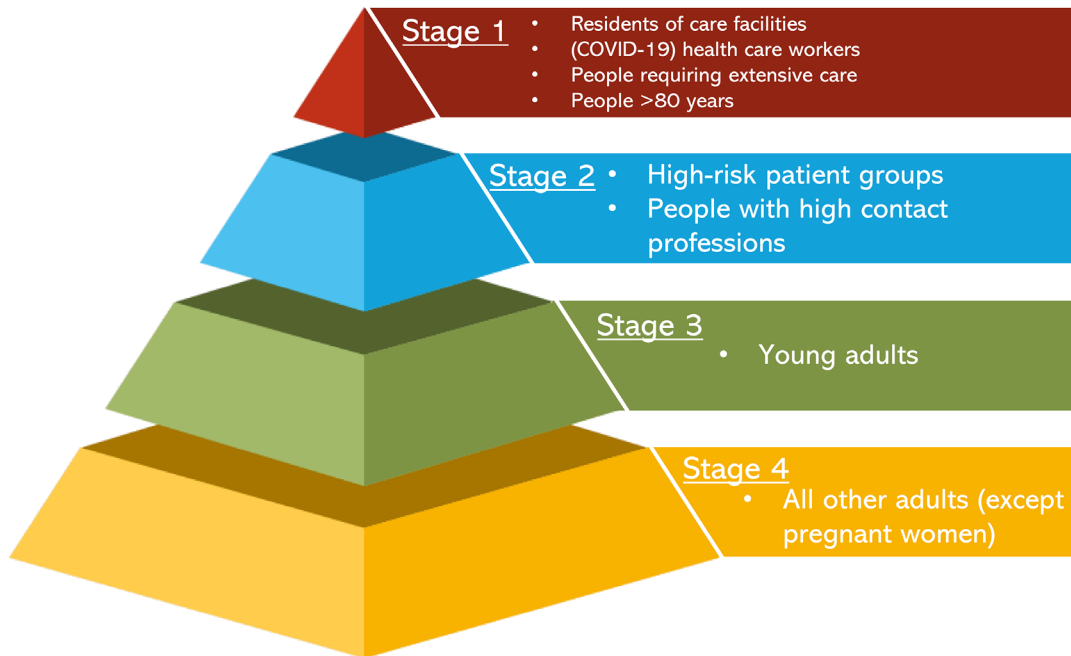 Stage 1
• Residents of care facilities
• (COVID-19) health care workers
• People requiring extensive care
• People >80 years
Stage 2
• High-risk patient groups
• People with high contact
professions
Stage 3
• Young adults
Stage 4
• All other adults (except
pregnant women)